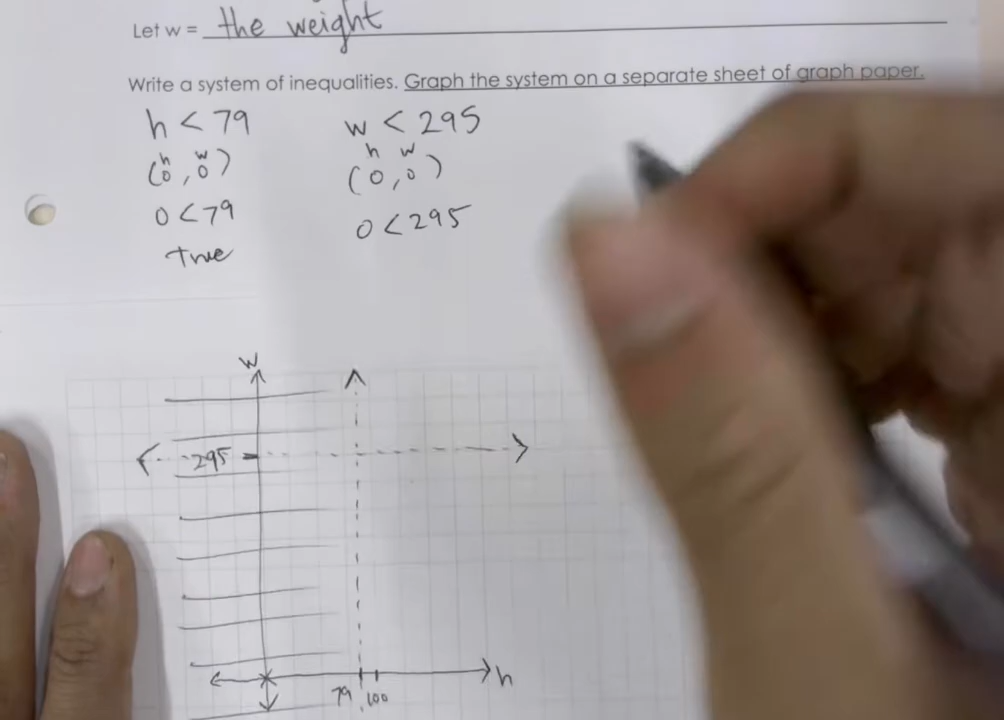 Let w = the weight
Write a system of inequalities. Graph the system on a separate sheet of graph paper.
h < 79 w < 295
h w h w
(0, 0) (0, 0)
0 < 79 0 < 295
True
w
295
79 100 h